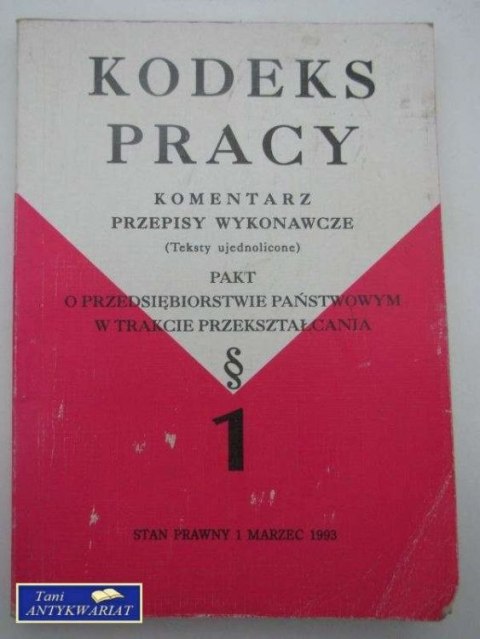 KODEKS
PRACY
KOMENTARZ
PRZEPISY WYKONAWCZE
(Teksty ujednolicone)
PAKT
O PRZEDSIĘBIORSTWIE PAŃSTWOWYM
W TRAKCIE PRZEKSZTAŁCANIA
§
1
STAN PRAWNY 1 MARZEC 1993
Tani
ANTYKWARIAT